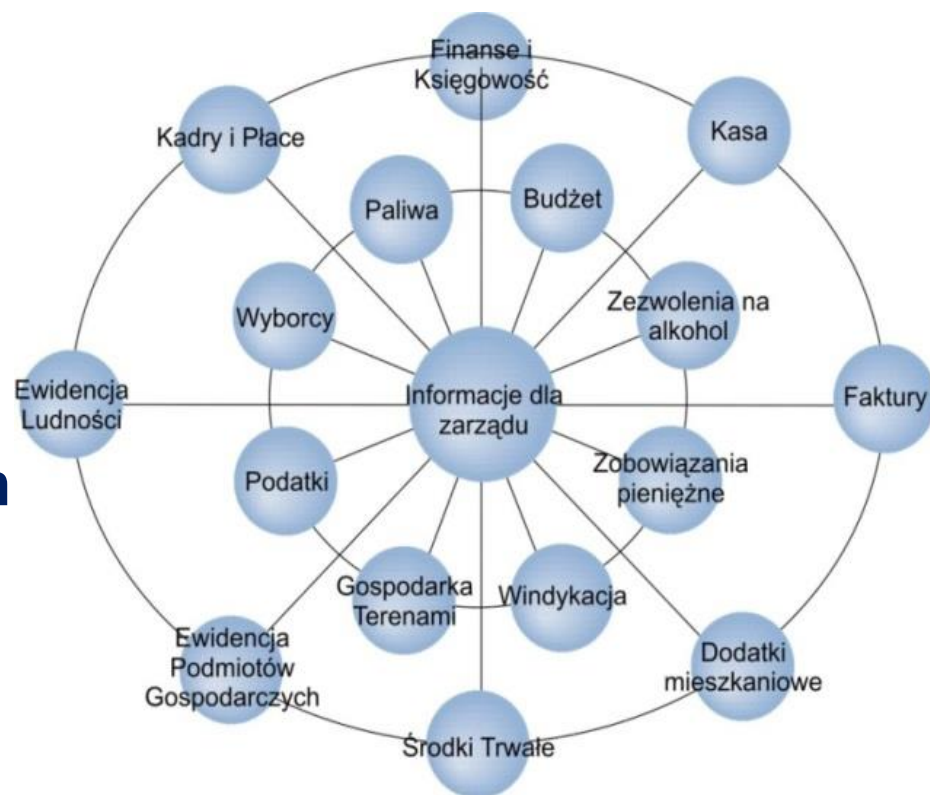 Finanse i
Księgowość
Kadry i Płace
Kasa
Paliwa
Budżet
Wyborcy
Zezwolenia na
alkohol
Ewidencja
Ludności
Informacje dla
zarządu
Faktury
Podatki
Zobowiązania
pieniężne
Gospodarka
Terenami
Windykacja
Ewidencja
Podmiotów
Gospodarczych
Dodatki
mieszkaniowe
Środki Trwałe